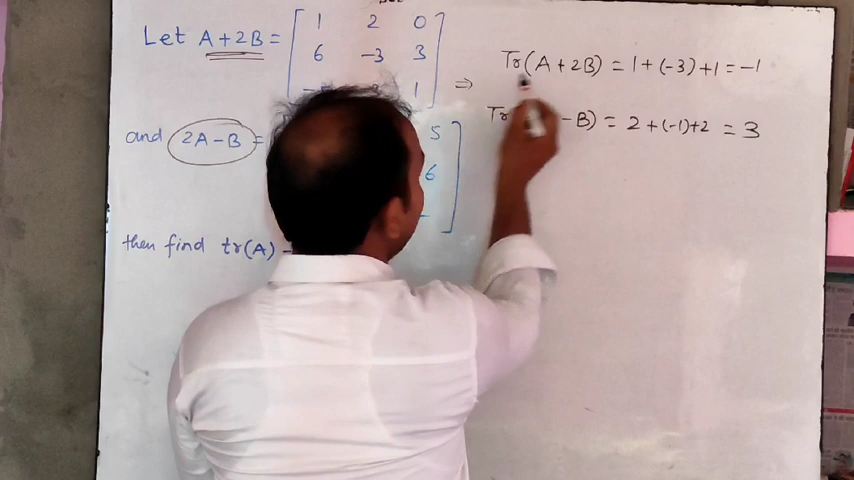 Let A+2B = [ 1 2 0
6 -3 3
1 ]
and 2A-B =
5
6
then find tr(A) -
⇒ Tr(A+2B) = 1+(-3)+1 = -1
Tr( -B) = 2+(-1)+2 = 3